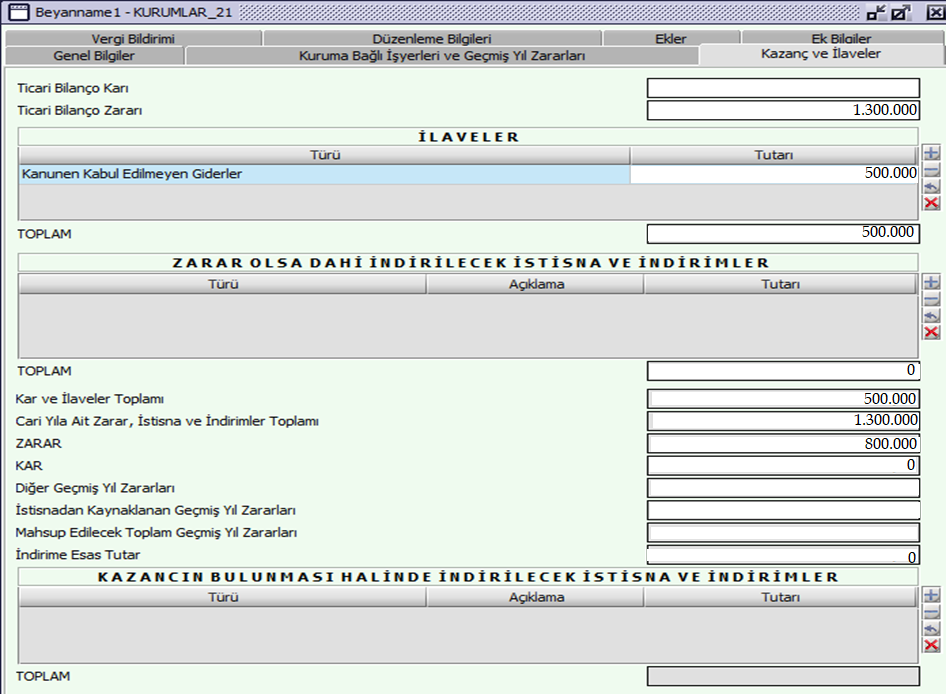 Beyanname1 - KURUMLAR_21
Vergi Bildirimi Düzenleme Bilgileri Ekler Ek Bilgiler
Genel Bilgiler Kuruma Bağlı İşyerleri ve Geçmiş Yıl Zararları Kazanç ve İlaveler
Ticari Bilanço Karı
Ticari Bilanço Zararı 1.300.000
İLAVELER
Türü Tutarı
Kanunen Kabul Edilmeyen Giderler 500.000
TOPLAM 500.000
ZARAR OLSA DAHİ İNDİRİLECEK İSTİSNA VE İNDİRİMLER
Türü Açıklama Tutarı
TOPLAM 0
Kar ve İlaveler Toplamı 500.000
Cari Yıla Ait Zarar, İstisna ve İndirimler Toplamı 1.300.000
ZARAR 800.000
KAR 0
Diğer Geçmiş Yıl Zararları
İstisnadan Kaynaklanan Geçmiş Yıl Zararları
Mahsup Edilecek Toplam Geçmiş Yıl Zararları
İndirime Esas Tutar 0
KAZANCIN BULUNMASI HALİNDE İNDİRİLECEK İSTİSNA VE İNDİRİMLER
Türü Açıklama Tutarı
TOPLAM